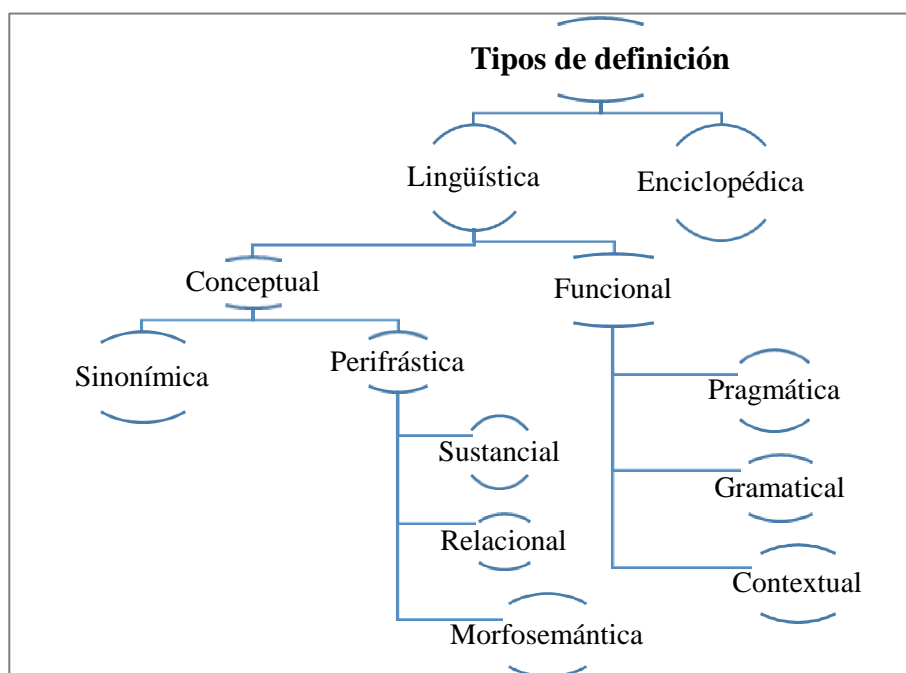 Tipos de definición
Lingüística
Enciclopédica
Conceptual
Funcional
Sinonímica
Perifrástica
Pragmática
Sustancial
Gramatical
Relacional
Contextual
Morfosemántica